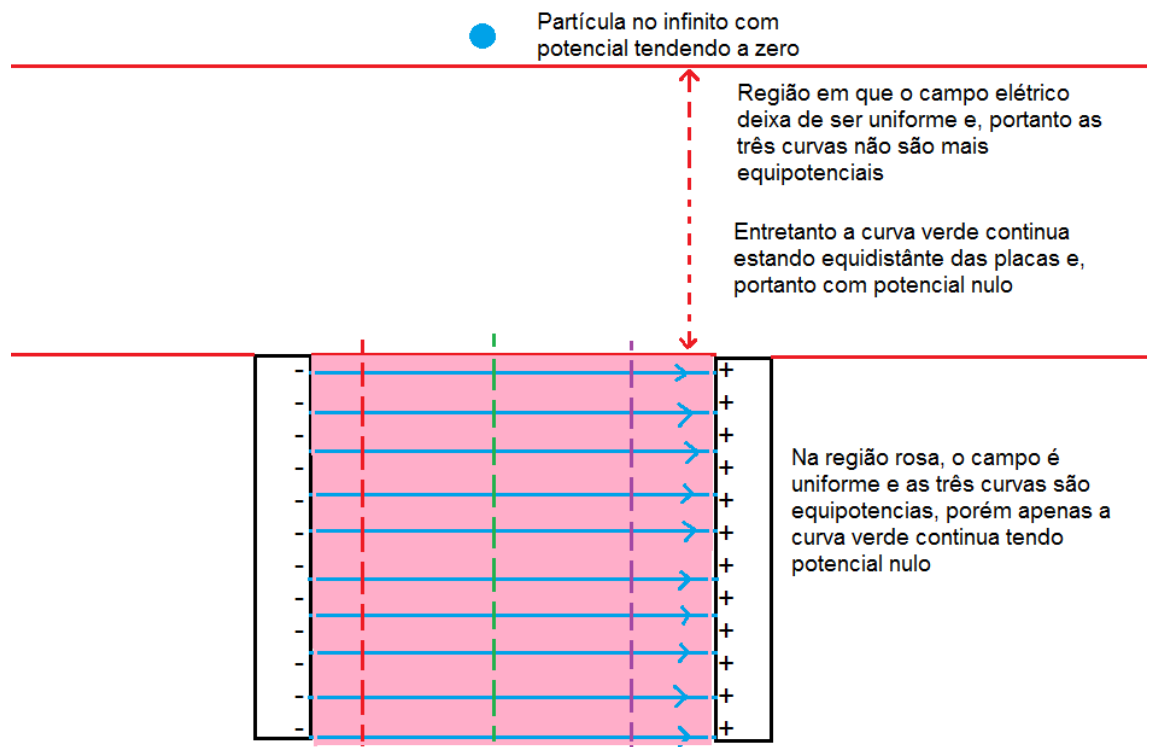 Partícula no infinito com
potencial tendendo a zero
Região em que o campo elétrico
deixa de ser uniforme e, portanto as
três curvas não são mais
equipotenciais
Entretanto a curva verde continua
estando equidistânte das placas e,
portanto com potencial nulo
- +
- +
- +
- +
- +
- +
- +
- +
- +
- +
- +
- +
Na região rosa, o campo é
uniforme e as três curvas são
equipotencias, porém apenas a
curva verde continua tendo
potencial nulo